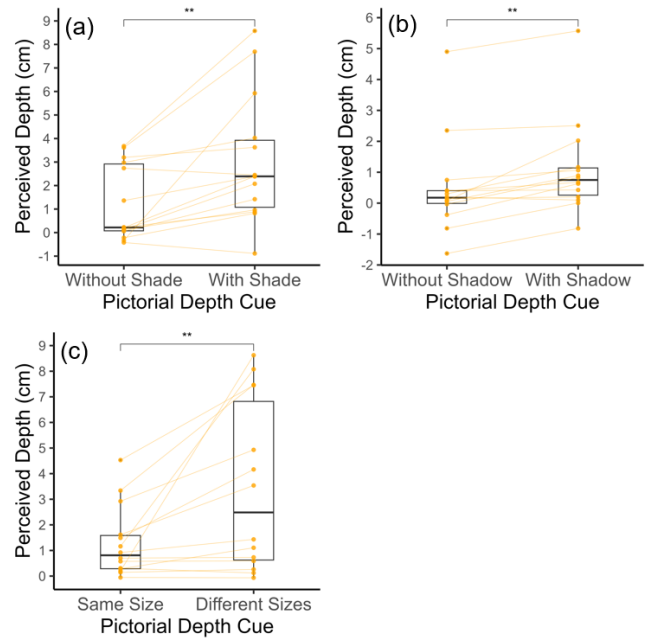 (a)
**
Perceived Depth (cm)
9
8
7
6
5
4
3
2
1
0
-1
Without Shade With Shade
Pictorial Depth Cue
(b)
**
Perceived Depth (cm)
6
5
4
3
2
1
0
-1
-2
Without Shadow With Shadow
Pictorial Depth Cue
(c)
**
Perceived Depth (cm)
9
8
7
6
5
4
3
2
1
0
Same Size Different Sizes
Pictorial Depth Cue